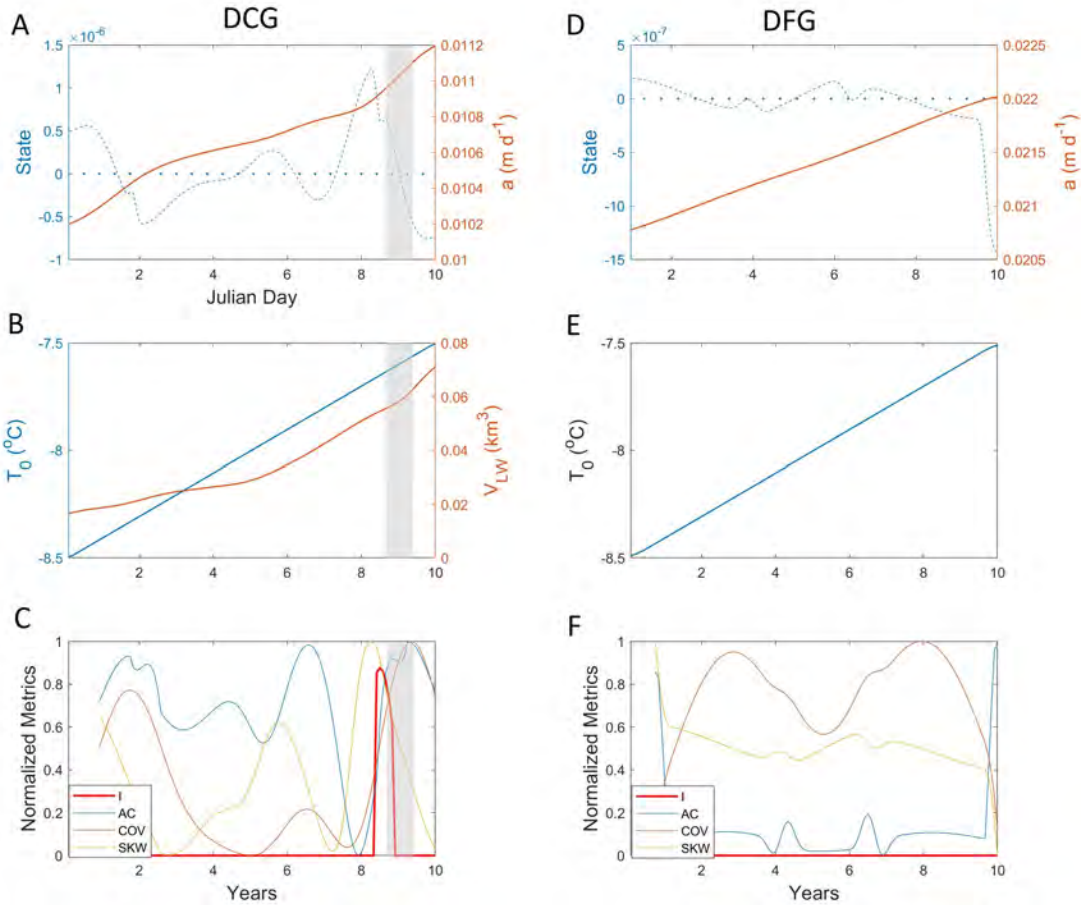 DCG
DFG
A
×10⁻⁶
1.5
1
0.5
0
-0.5
-1
State
0.0112
0.011
0.0108
0.0106
0.0104
0.0102
0.01
a (m d⁻¹)
2 4 6 8 10
Julian Day
D
×10⁻⁷
5
0
-5
-10
-15
State
0.0225
0.022
0.0215
0.021
0.0205
a (m d⁻¹)
2 4 6 8 10
B
-7.5
-8
-8.5
T₀ (°C)
0.08
0.06
0.04
0.02
0
V_LW (km³)
2 4 6 8 10
E
-7.5
-8
-8.5
T₀ (°C)
2 4 6 8 10
C
1
0.8
0.6
0.4
0.2
0
Normalized Metrics
I
AC
COV
SKW
2 4 6 8 10
Years
F
1
0.8
0.6
0.4
0.2
0
Normalized Metrics
I
AC
COV
SKW
2 4 6 8 10
Years